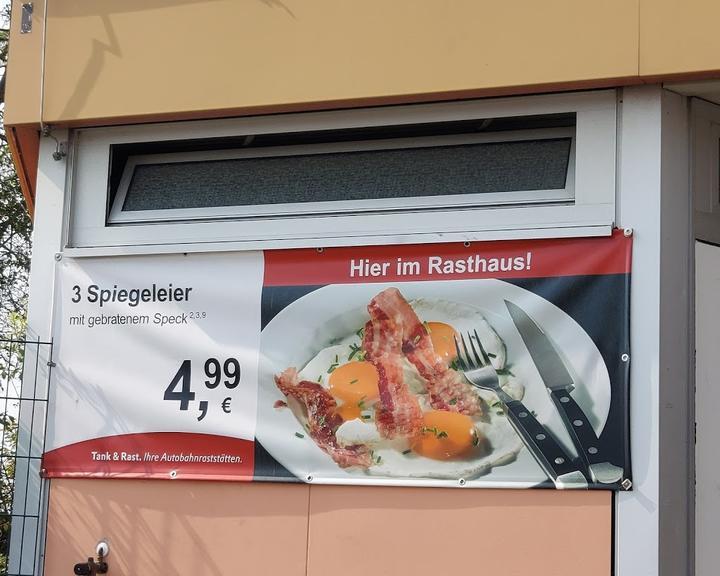 Hier im Rasthaus!
3 Spiegeleier
mit gebratenem Speck 2,3,9
4,99 €
Tank & Rast. Ihre Autobahnraststätten.